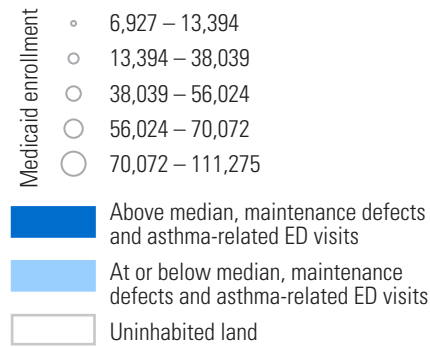 Medicaid enrollment
6,927 – 13,394
13,394 – 38,039
38,039 – 56,024
56,024 – 70,072
70,072 – 111,275
Above median, maintenance defects
and asthma-related ED visits
At or below median, maintenance
defects and asthma-related ED visits
Uninhabited land